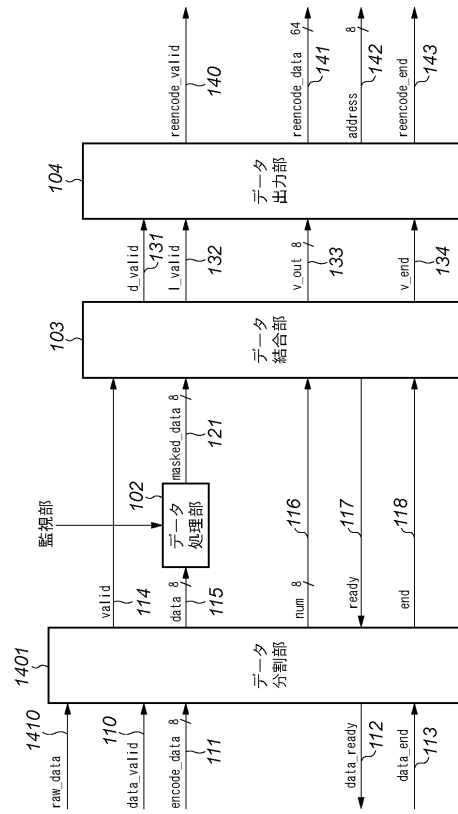 raw_data
1410
data_valid
110
encode_data
8
111
data_ready
112
data_end
113
1401
データ
分割部
valid
114
data
8
115
num
8
116
ready
117
end
118
監視部
102
データ
処理部
masked_data
8
121
103
データ
結合部
d_valid
131
l_valid
132
v_out
8
133
v_end
134
104
データ
出力部
reencode_valid
140
reencode_data
64
141
address
8
142
reencode_end
143